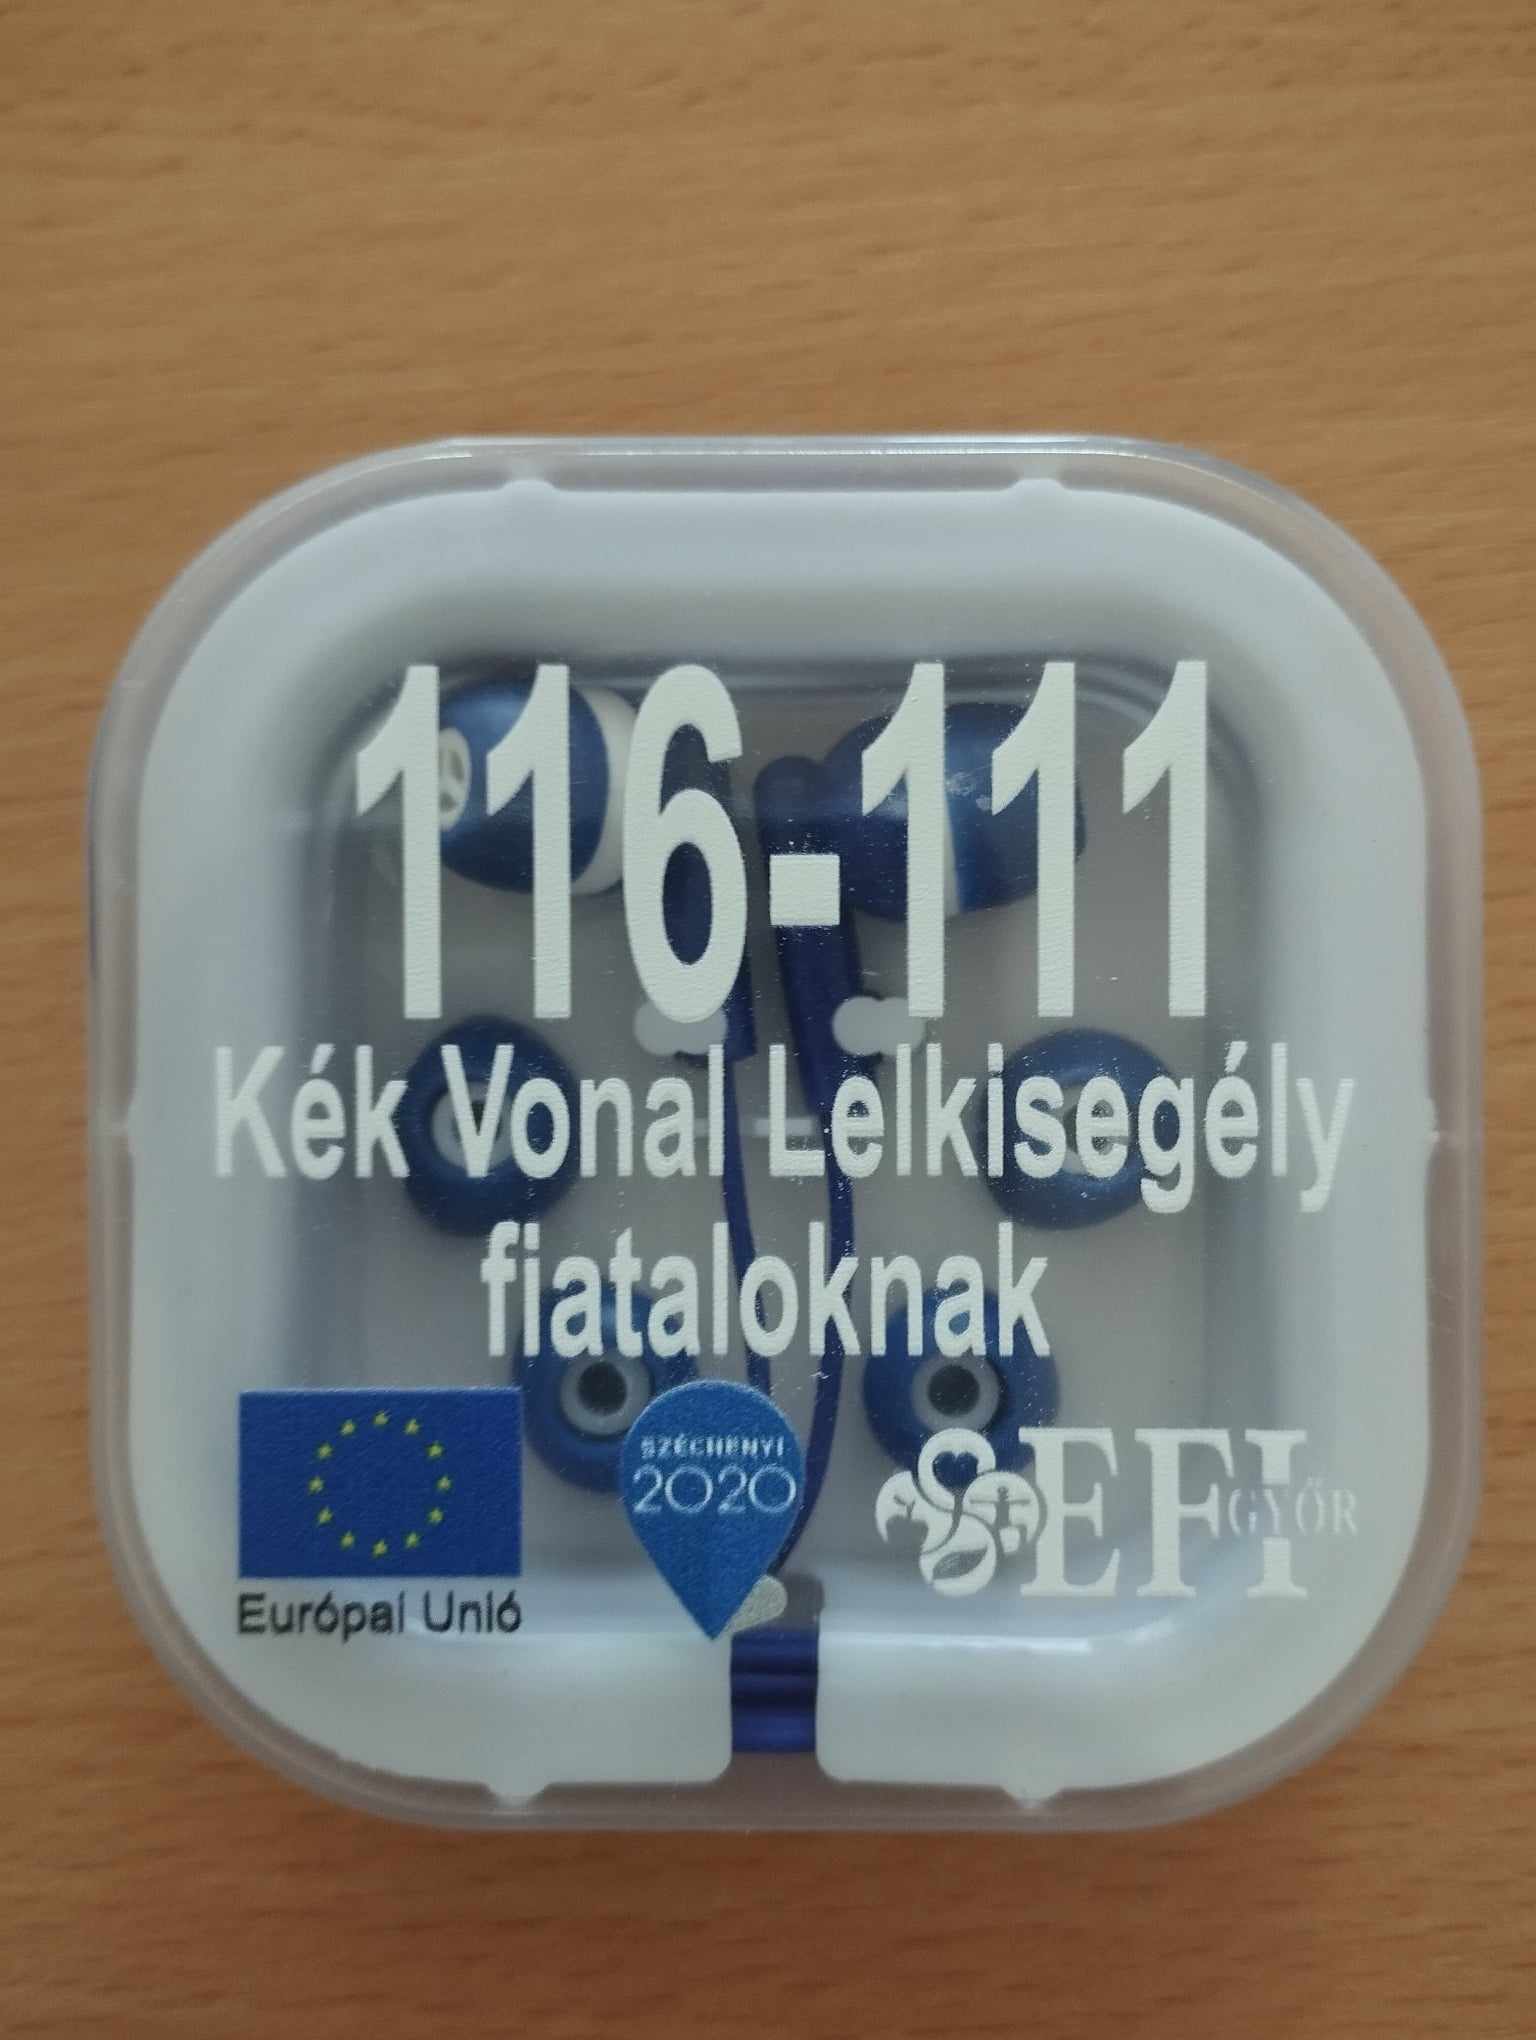 116-111
Kék Vonal Lelkisegély
fiataloknak
SZÉCHENYI
2020
EFI
GYŐR
Európai Unió